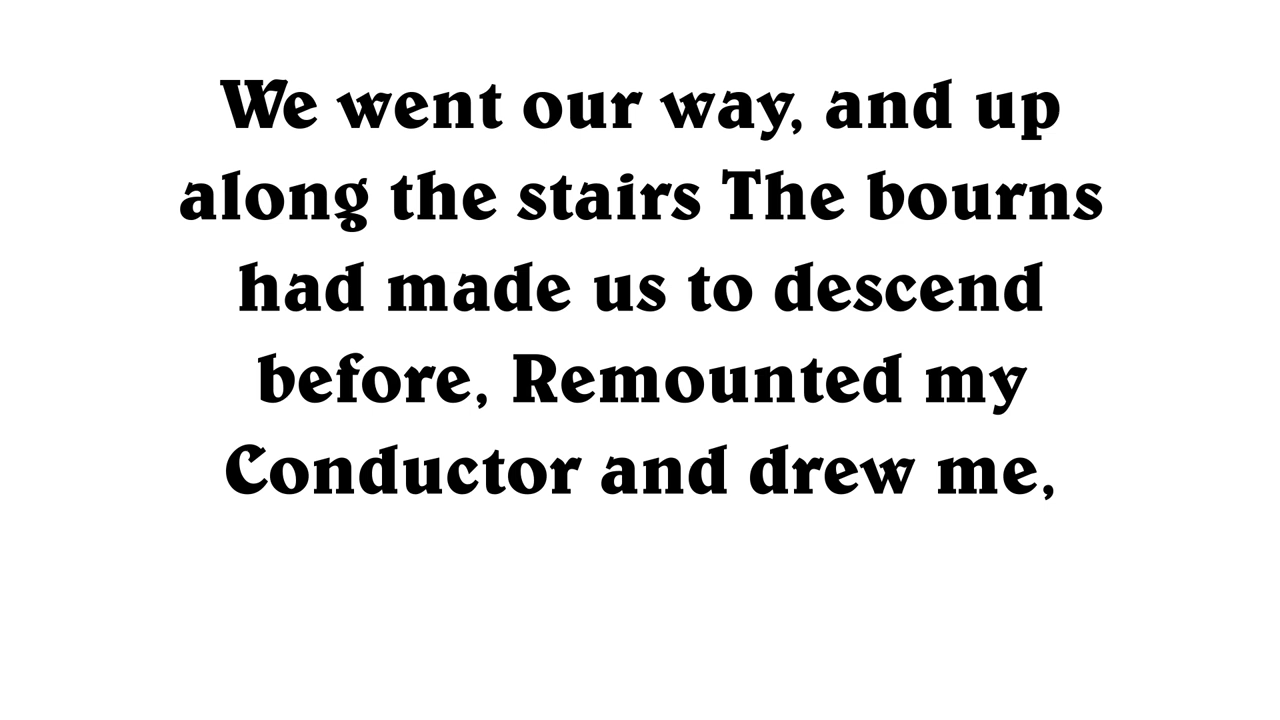 We went our way, and up
along the stairs The bourns
had made us to descend
before, Remounted my
Conductor and drew me,